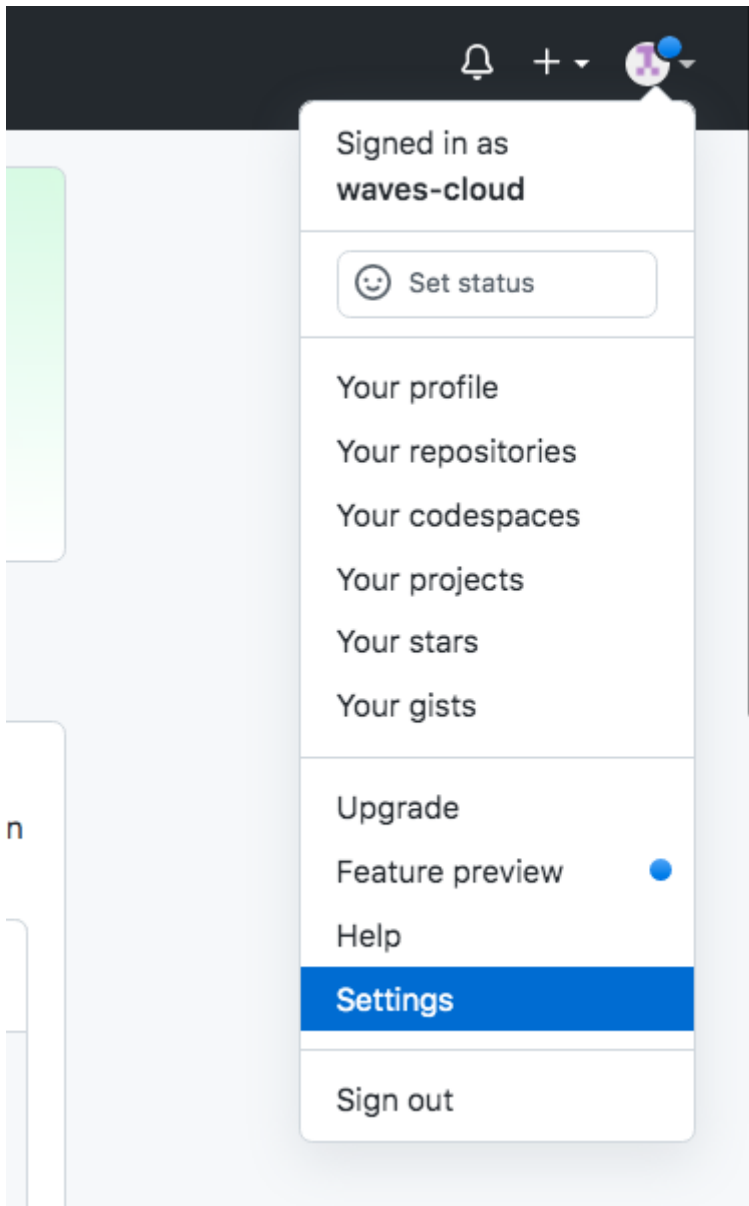 Signed in as
waves-cloud
Set status
Your profile
Your repositories
Your codespaces
Your projects
Your stars
Your gists
Upgrade
n
Feature preview
Help
Settings
Sign out